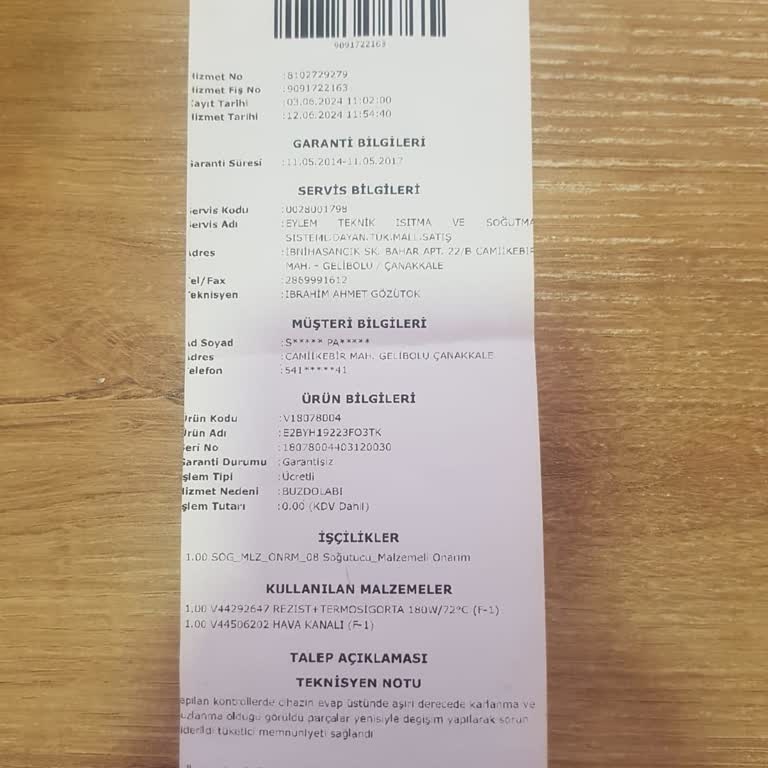 9091722163
Hizmet No :8102729279
Hizmet Fiş No :9091722163
Kayıt Tarihi :03.06.2024 11:02:00
Hizmet Tarihi :12.06.2024 11:54:40
GARANTİ BİLGİLERİ
Garanti Süresi :11.05.2014-11.05.2017
SERVİS BİLGİLERİ
Servis Kodu :0028001798
Servis Adı :EYLEM TEKNİK ISITMA VE SOĞUTMA
SİSTEML.DAYAN.TÜK.MALL.SATIŞ
Adres :İBNİHASANCIK SK. BAHAR APT. 22/B CAMİİKEBİR
MAH. - GELİBOLU / ÇANAKKALE
Tel/Fax :2869991612
Teknisyen :İBRAHİM AHMET GÖZÜTOK
MÜŞTERİ BİLGİLERİ
Ad Soyad :S***** PA*****
Adres :CAMİİKEBİR MAH. GELİBOLU ÇANAKKALE
Telefon :541*****41
ÜRÜN BİLGİLERİ
Ürün Kodu :V18078004
Ürün Adı :E2BYH19223FO3TK
Seri No :18078004403120030
Garanti Durumu :Garantisiz
İşlem Tipi :Ücretli
Hizmet Nedeni :BUZDOLABI
İşlem Tutarı :0.00 (KDV Dahil)
İŞÇİLİKLER
1.00 SOG_MLZ_ONRM_08 Soğutucu_Malzemeli Onarım
KULLANILAN MALZEMELER
1.00 V44292647 REZİST+TERMOSİGORTA 180W/72°C (F-1)
1.00 V44506202 HAVA KANALI (F-1)
TALEP AÇIKLAMASI
TEKNİSYEN NOTU
apılan kontrollerde cihazın evap üstünde aşırı derecede karlanma ve
uzlanma olduğu görüldü parçalar yenisiyle değişim yapılarak sorun
iderildi tüketici memnuniyeti sağlandı